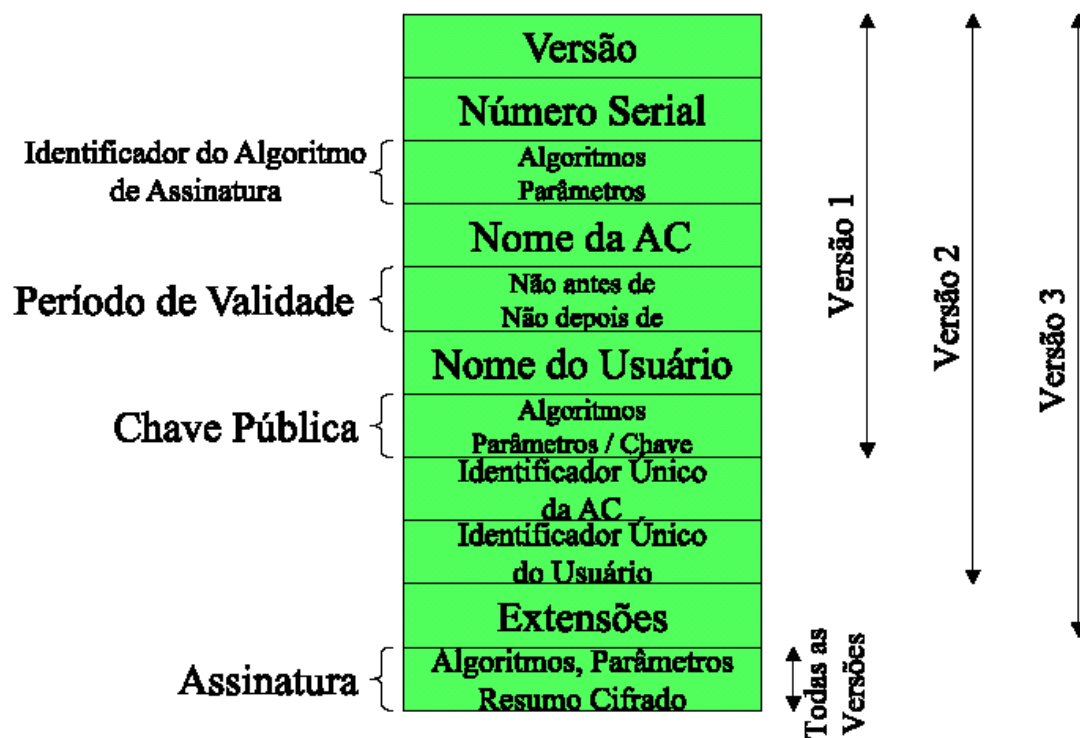 Versão
Número Serial
Identificador do Algoritmo
de Assinatura
Algoritmos
Parâmetros
Nome da AC
Período de Validade
Não antes de
Não depois de
Nome do Usuário
Chave Pública
Algoritmos
Parâmetros / Chave
Identificador Único
da AC
Identificador Único
do Usuário
Extensões
Assinatura
Algoritmos, Parâmetros
Resumo Cifrado
Versão 1
Versão 2
Versão 3
Todas as
Versões